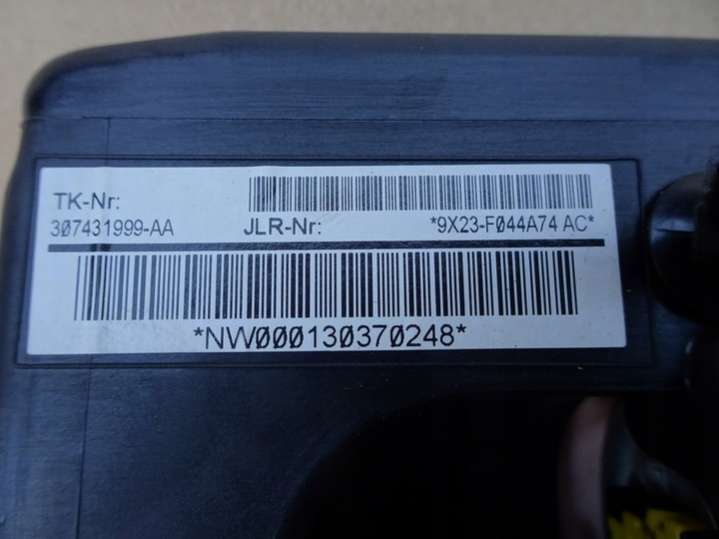 TK-Nr:
307431999-AA JLR-Nr: *9X23-F044A74 AC*
*NW000130370248*